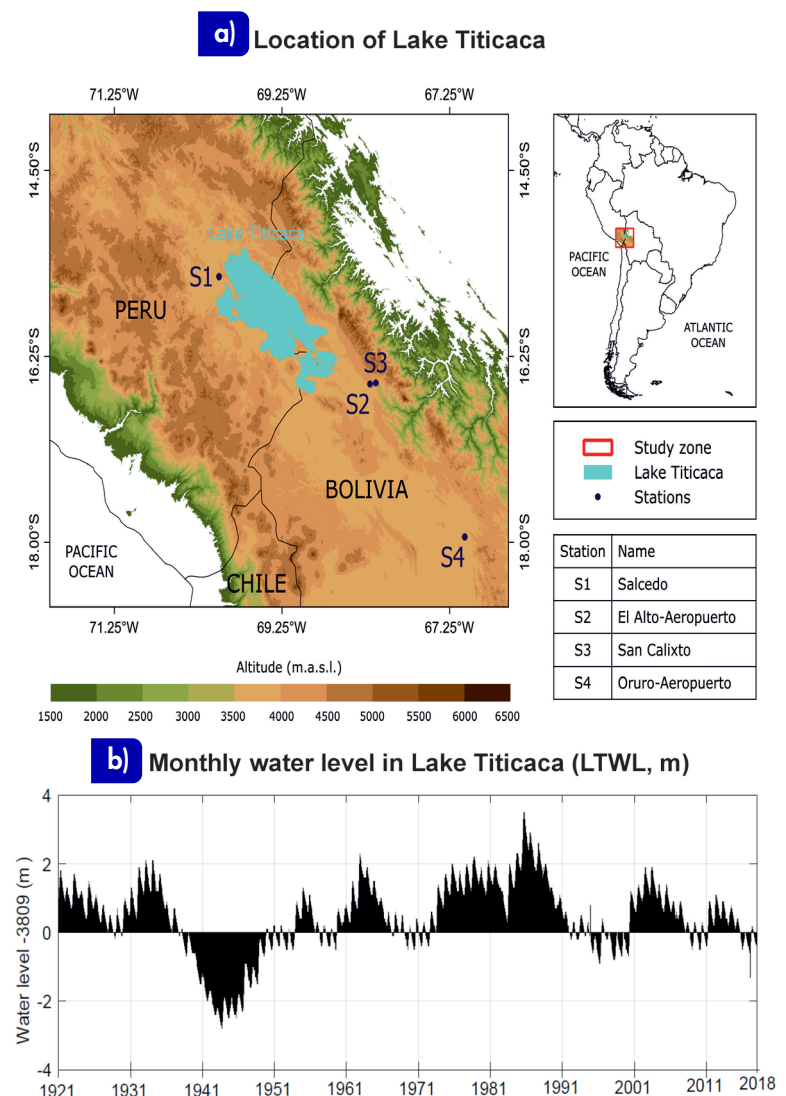 a) Location of Lake Titicaca
71.25°W 69.25°W 67.25°W
14.50°S 14.50°S
Lake Titicaca
S1
PERU
16.25°S 16.25°S
S3
S2
BOLIVIA
18.00°S 18.00°S
S4
PACIFIC
OCEAN
CHILE
71.25°W 69.25°W 67.25°W
PACIFIC
OCEAN
ATLANTIC
OCEAN
Study zone
Lake Titicaca
Stations
Station Name
S1 Salcedo
S2 El Alto-Aeropuerto
S3 San Calixto
S4 Oruro-Aeropuerto
Altitude (m.a.s.l.)
1500 2000 2500 3000 3500 4000 4500 5000 5500 6000 6500
b) Monthly water level in Lake Titicaca (LTWL, m)
Water level -3809 (m )
4
2
0
-2
-4
1921 1931 1941 1951 1961 1971 1981 1991 2001 2011 2018